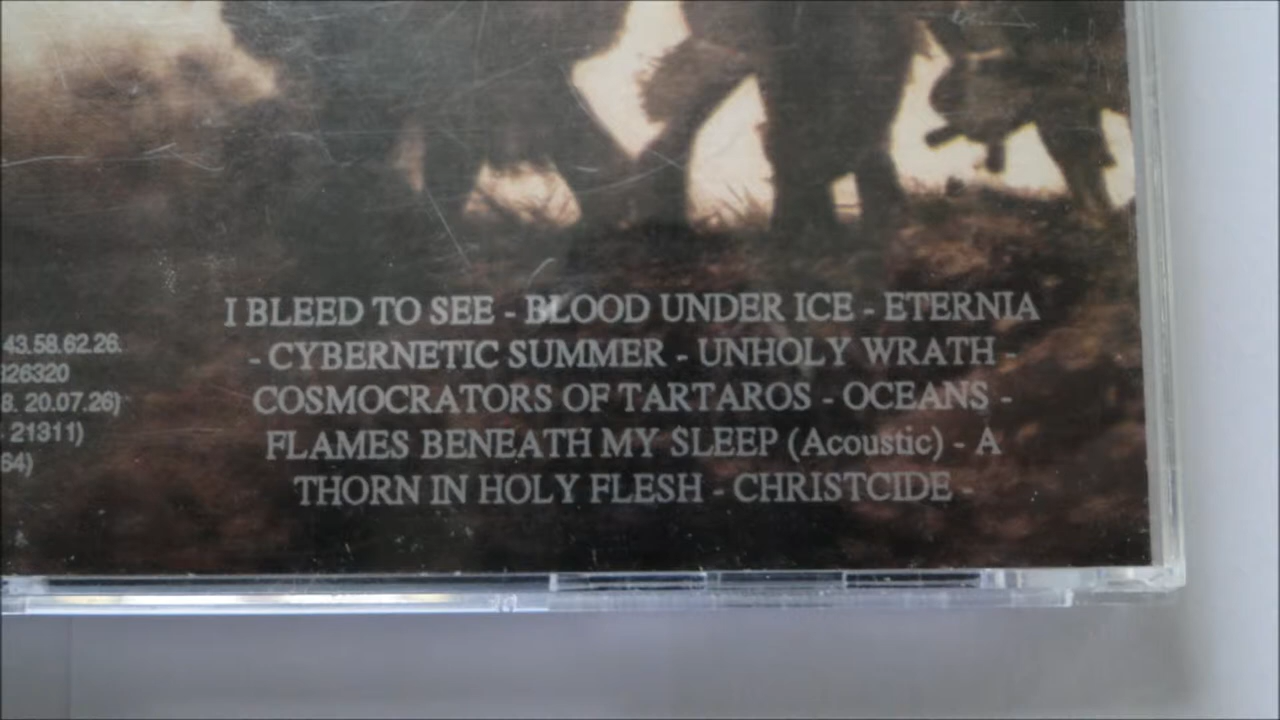 43.58.62.26.
326320
8. 20.07.26)
21311)
64)
I BLEED TO SEE - BLOOD UNDER ICE - ETERNIA
- CYBERNETIC SUMMER - UNHOLY WRATH -
COSMOCRATORS OF TARTAROS - OCEANS -
FLAMES BENEATH MY SLEEP (Acoustic) - A
THORN IN HOLY FLESH - CHRISTCIDE -